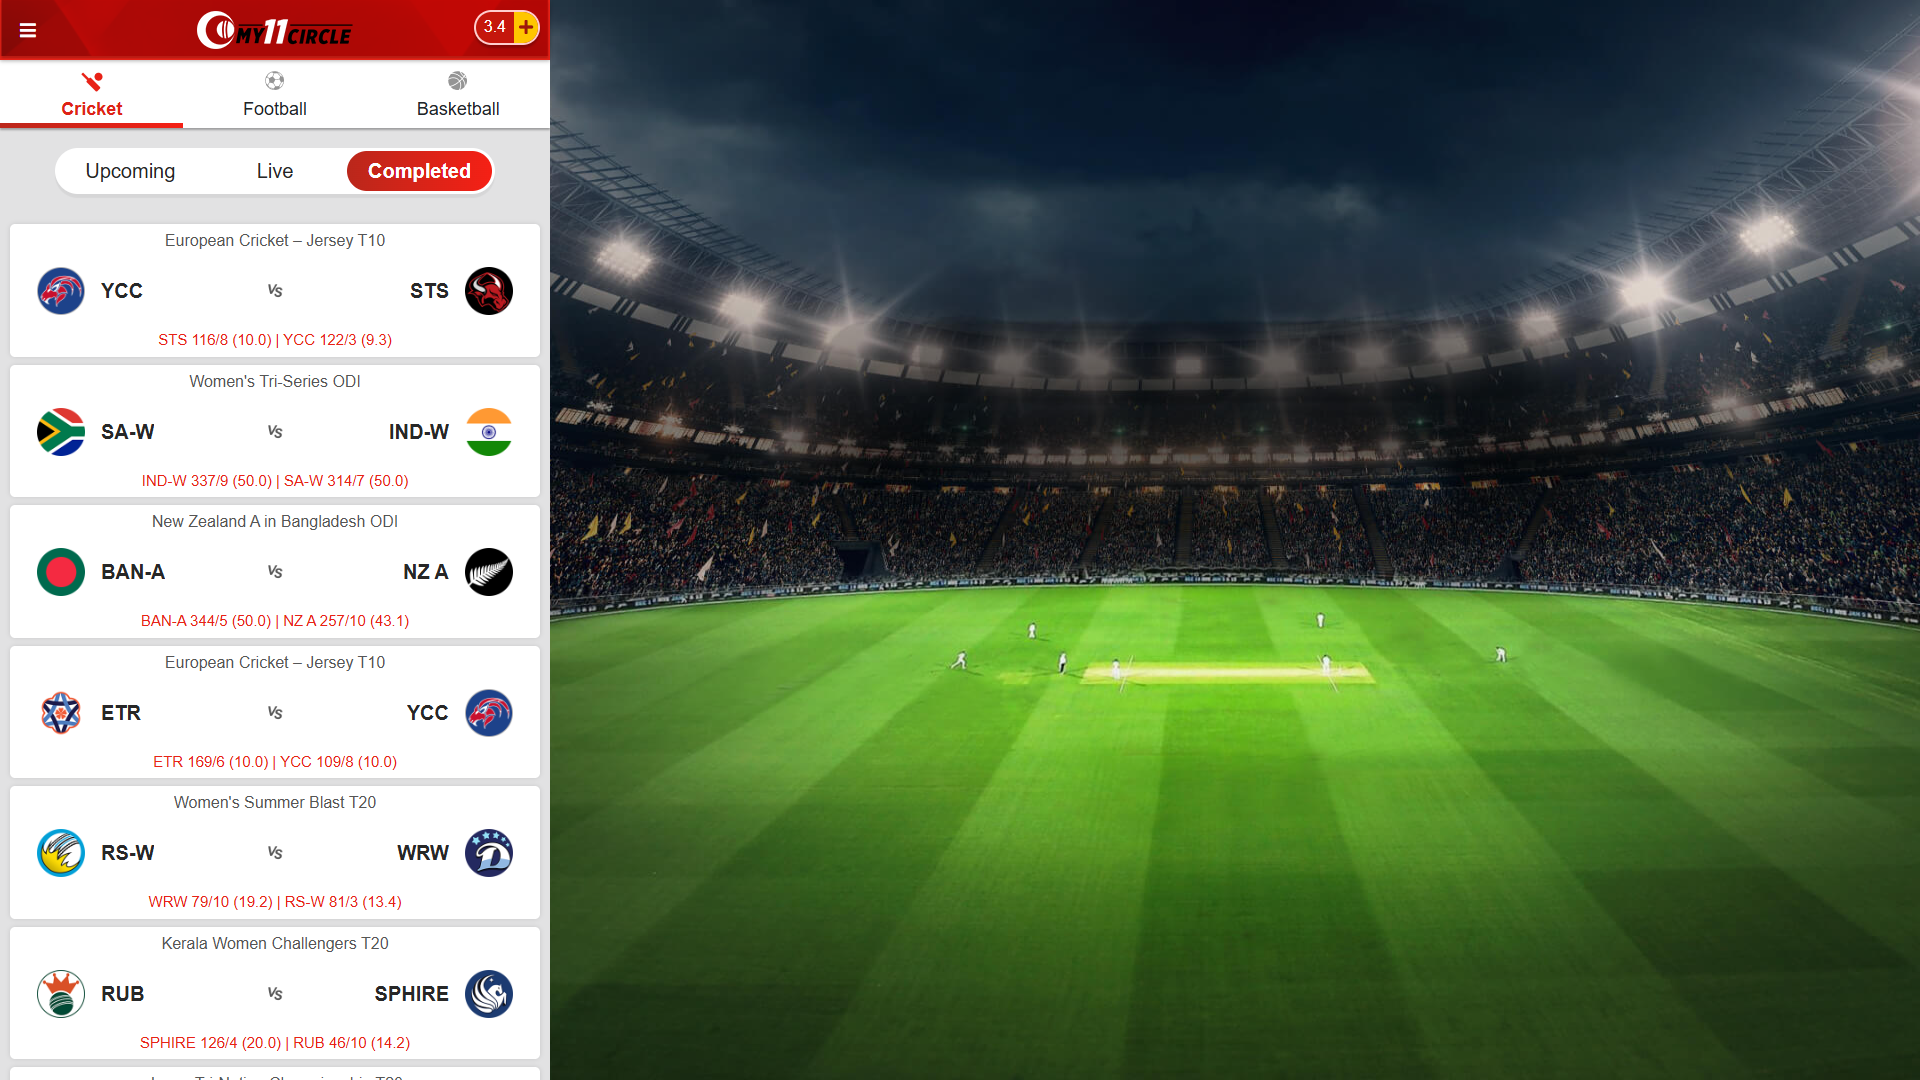 MY11CIRCLE
3.4 +
Cricket
Football
Basketball
Upcoming
Live
Completed
European Cricket – Jersey T10
YCC
Vs
STS
STS 116/8 (10.0) | YCC 122/3 (9.3)
Women's Tri-Series ODI
SA-W
Vs
IND-W
IND-W 337/9 (50.0) | SA-W 314/7 (50.0)
New Zealand A in Bangladesh ODI
BAN-A
Vs
NZ A
BAN-A 344/5 (50.0) | NZ A 257/10 (43.1)
European Cricket – Jersey T10
ETR
Vs
YCC
ETR 169/6 (10.0) | YCC 109/8 (10.0)
Women's Summer Blast T20
RS-W
Vs
WRW
WRW 79/10 (19.2) | RS-W 81/3 (13.4)
Kerala Women Challengers T20
RUB
Vs
SPHIRE
SPHIRE 126/4 (20.0) | RUB 46/10 (14.2)